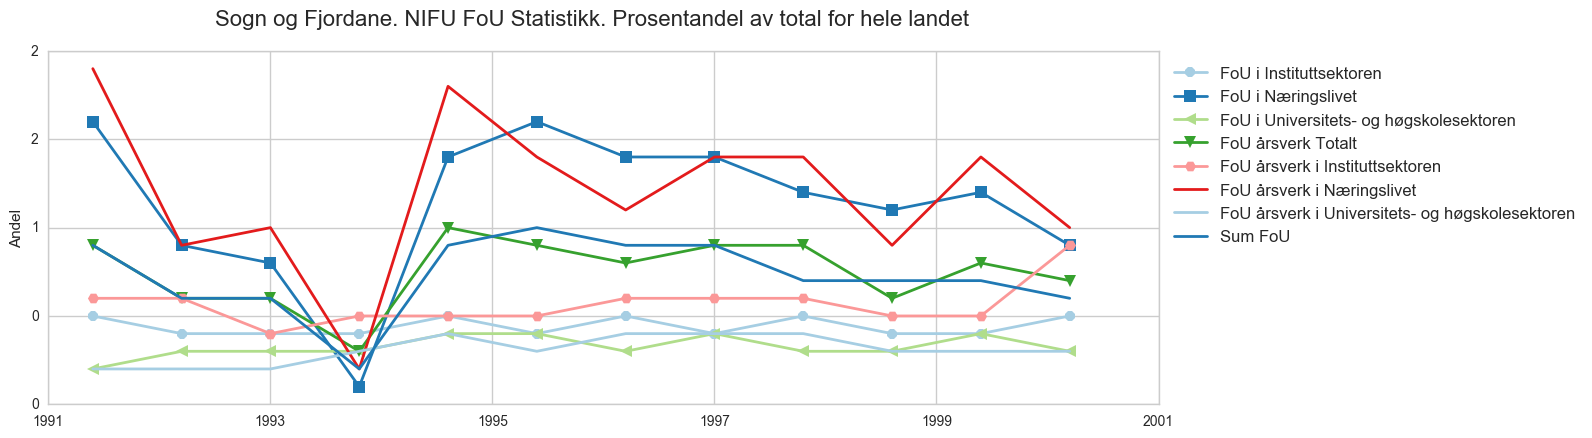 Sogn og Fjordane. NIFU FoU Statistikk. Prosentandel av total for hele landet
2
2
1
0
0
Andel
1991
1993
1995
1997
1999
2001
FoU i Instituttsektoren
FoU i Næringslivet
FoU i Universitets- og høgskolesektoren
FoU årsverk Totalt
FoU årsverk i Instituttsektoren
FoU årsverk i Næringslivet
FoU årsverk i Universitets- og høgskolesektoren
Sum FoU